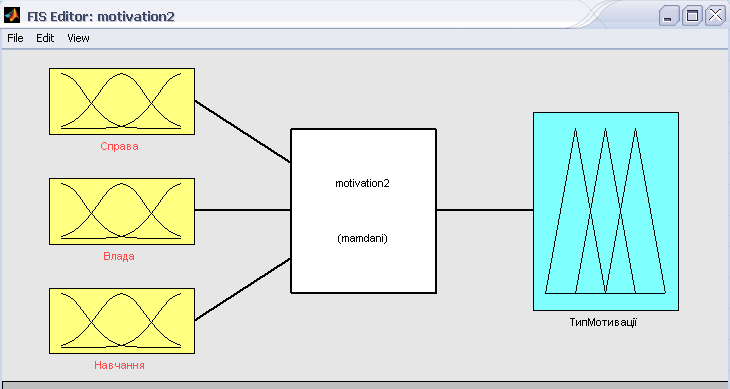 FIS Editor: motivation2
File Edit View
Справа
motivation2
Влада
(mamdani)
ТипМотивації
Навчання